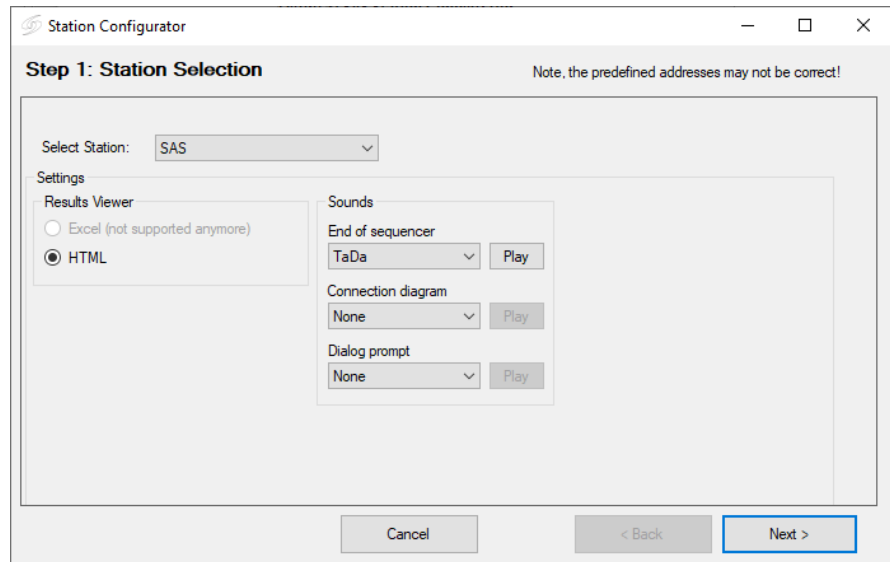 Station Configurator
Step 1: Station Selection
Note, the predefined addresses may not be correct!
Select Station:
SAS
Settings
Results Viewer
Excel (not supported anymore)
HTML
Sounds
End of sequencer
TaDa
Play
Connection diagram
None
Play
Dialog prompt
None
Play
Cancel
< Back
Next >